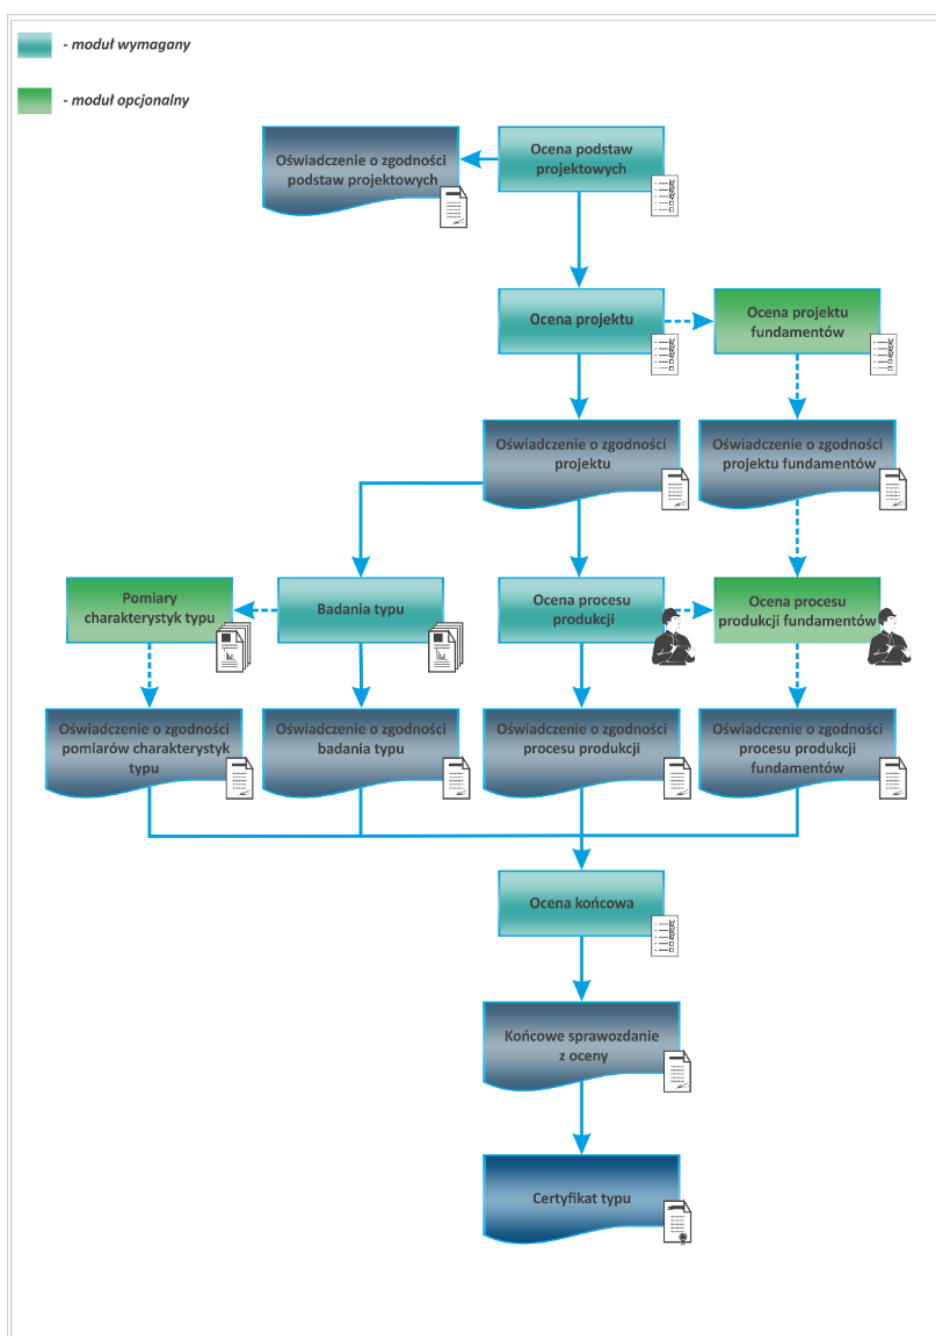 - moduł wymagany
- moduł opcjonalny
Oświadczenie o zgodności
podstaw projektowych
Ocena podstaw
projektowych
Ocena projektu
Ocena projektu
fundamentów
Oświadczenie o zgodności
projektu
Oświadczenie o zgodności
projektu fundamentów
Pomiary
charakterystyk typu
Badania typu
Ocena procesu
produkcji
Ocena procesu
produkcji fundamentów
Oświadczenie o zgodności
pomiarów charakterystyk
typu
Oświadczenie o zgodności
badania typu
Oświadczenie o zgodności
procesu produkcji
Oświadczenie o zgodności
procesu produkcji
fundamentów
Ocena końcowa
Końcowe sprawozdanie
z oceny
Certyfikat typu